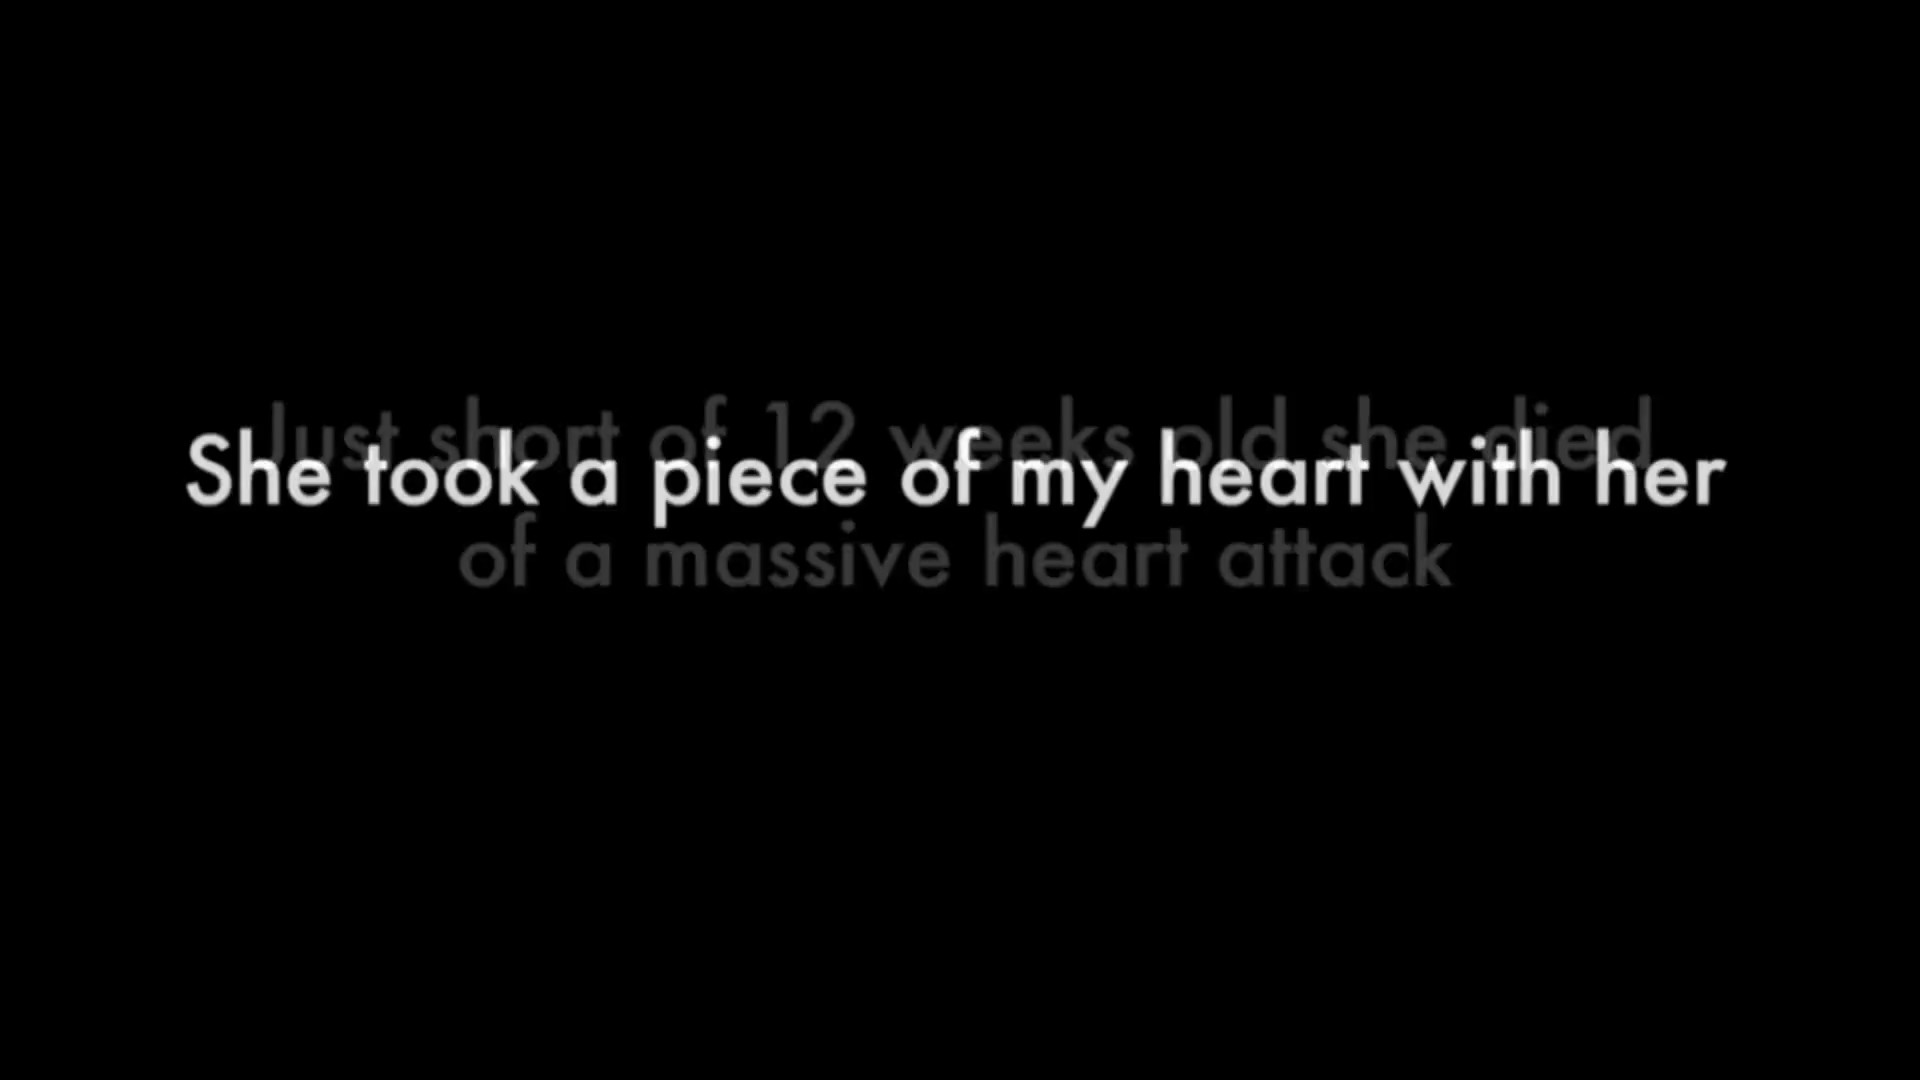 Just short of 12 weeks old she died
She took a piece of my heart with her
of a massive heart attack